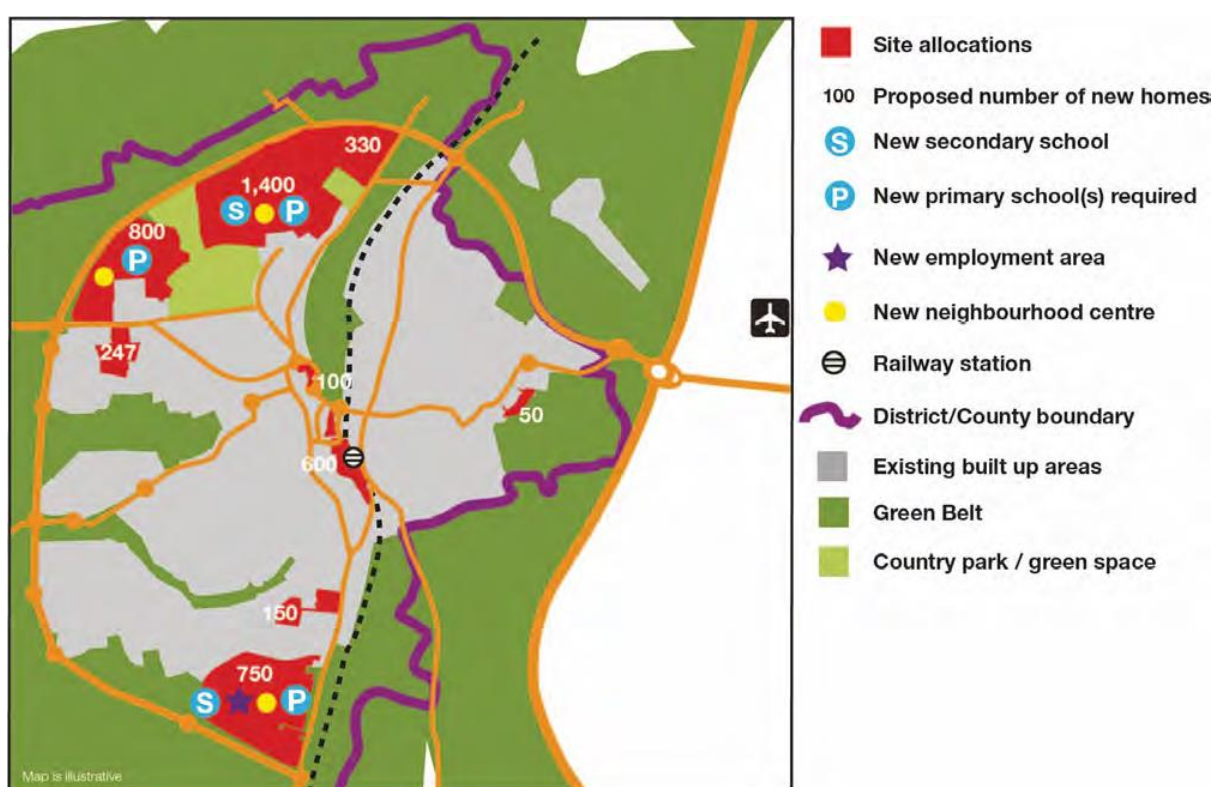 330
1,400
S P
800
P
247
100
50
600
150
750
S P
Map is illustrative
Site allocations
100 Proposed number of new homes
S New secondary school
P New primary school(s) required
New employment area
New neighbourhood centre
Railway station
District/County boundary
Existing built up areas
Green Belt
Country park / green space